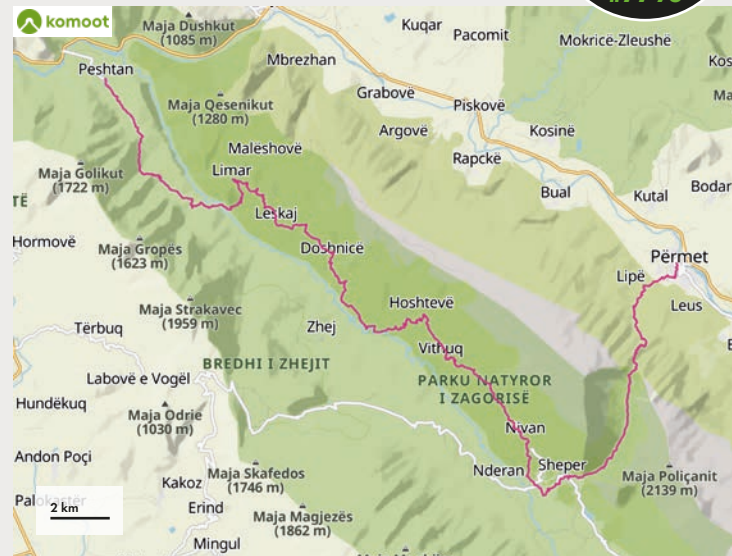 komoot
Maja Dushkut
(1085 m)
Kuqar
Pacomit
Mokricë-Zleushë
Peshtan
Mbrezhan
Grabovë
Maja Qesenikut
(1280 m)
Piskovë
Argovë
Kosinë
Malëshovë
Rapckë
Maja Golikut
(1722 m)
Limar
Bual
Kutal
Leskaj
Hormovë
Maja Gropës
(1623 m)
Doshnicë
Përmet
Lipë
Hoshtevë
Leus
Maja Strakavec
(1959 m)
Tërbuq
Zhej
Vithuq
BREDHI I ZHEJIT
Labovë e Vogël
PARKU NATYROR
I ZAGORISË
Hundëkuq
Maja Odrie
(1030 m)
Nivan
Andon Poçi
Nderan
Sheper
Maja Skafedos
(1746 m)
Maja Poliçanit
(2139 m)
Kakoz
Erind
2 km
Maja Magjezës
(1862 m)
Mingul